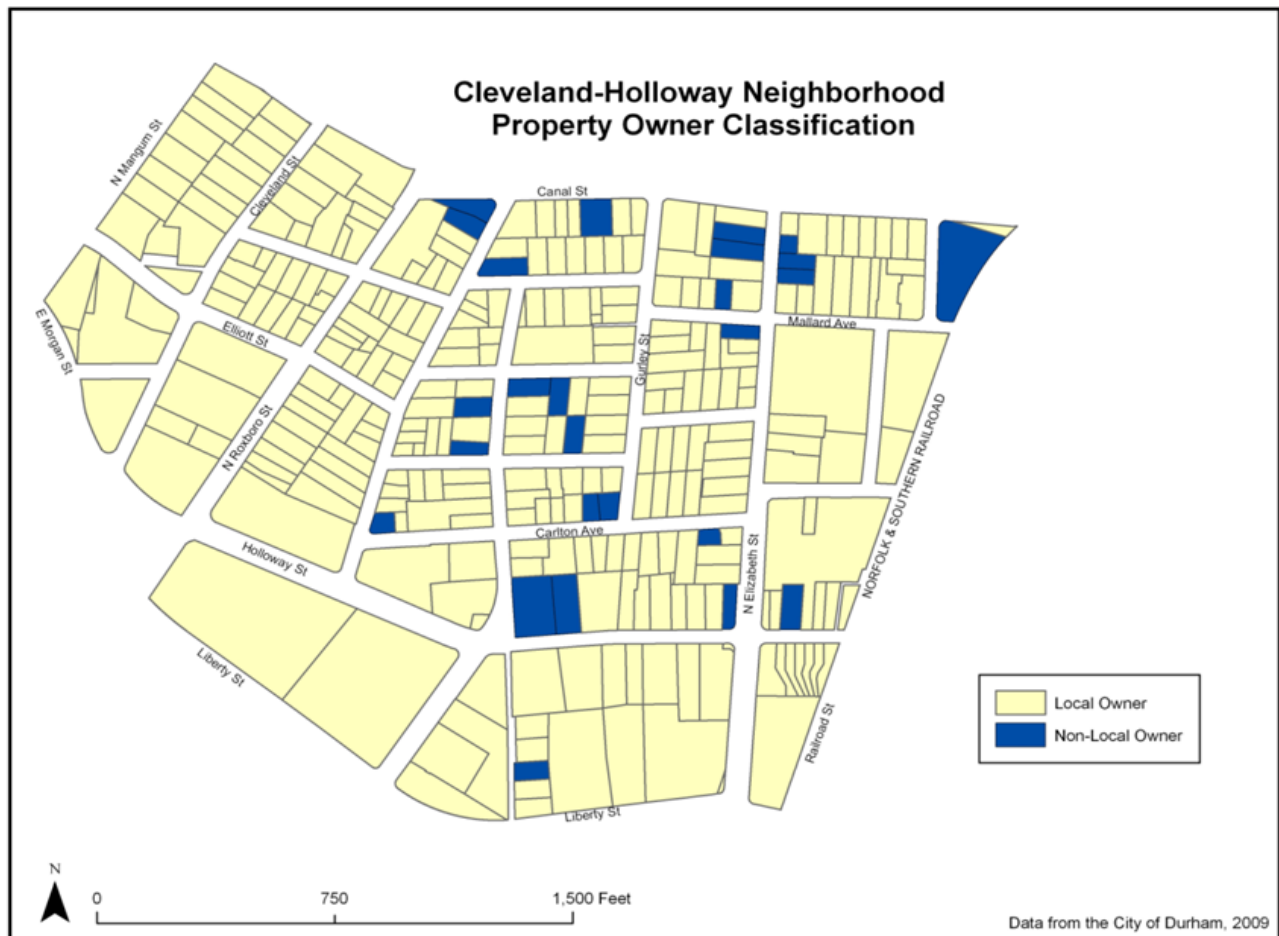 Cleveland-Holloway Neighborhood
Property Owner Classification
N Mangum St
Cleveland St
Canal St
E Morgan St
Elliott St
Mallard Ave
Gurley St
N Roxboro St
NORFOLK & SOUTHERN RAILROAD
Carlton Ave
Holloway St
N Elizabeth St
Liberty St
Railroad St
Liberty St
Local Owner
Non-Local Owner
N
0 750 1,500 Feet
Data from the City of Durham, 2009